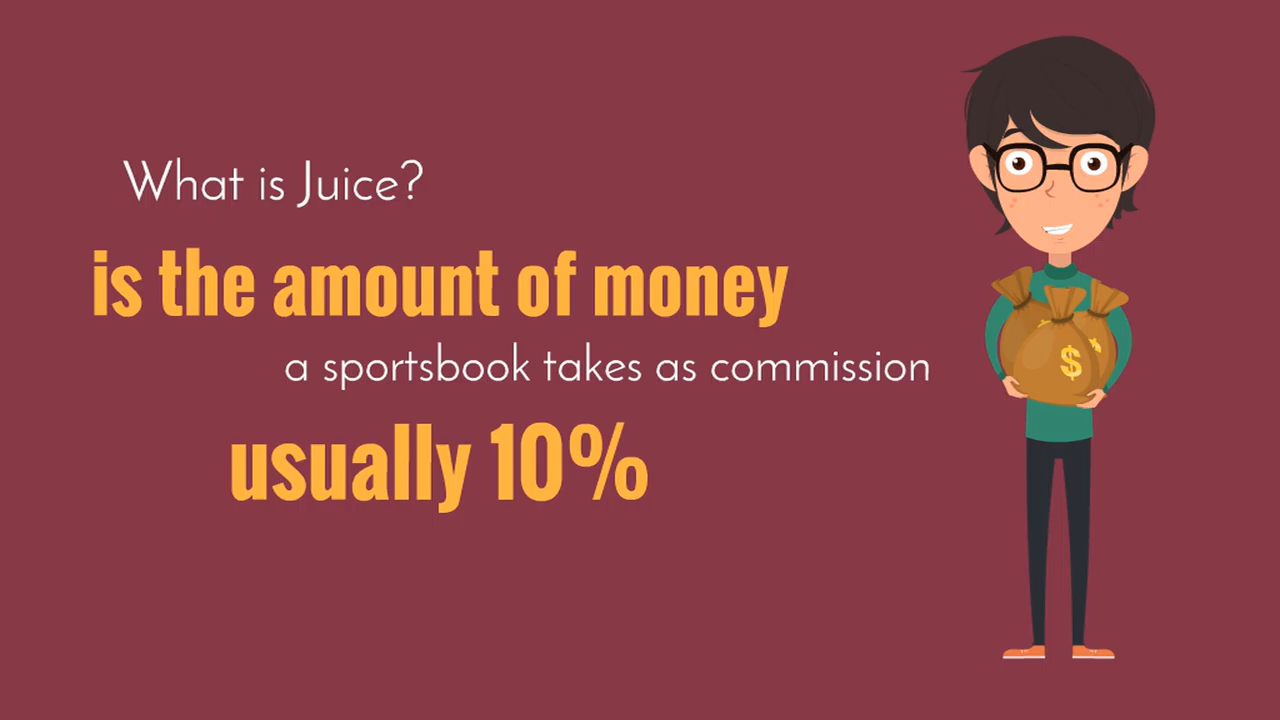 What is Juice?
is the amount of money
a sportsbook takes as commission
usually 10%
$